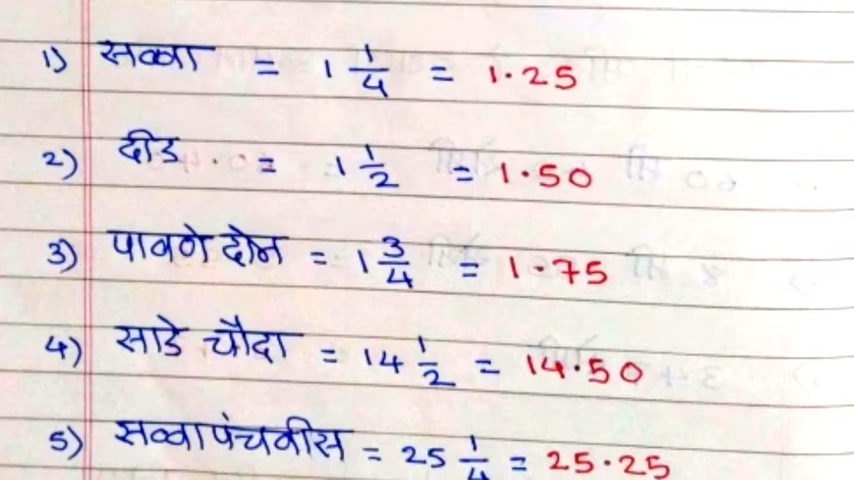 1) सव्वा = 1 1/4 = 1.25
2) दीड = 1 1/2 = 1.50
3) पावणे दोन = 1 3/4 = 1.75
4) साडे चौदा = 14 1/2 = 14.50
5) सव्वा पंचवीस = 25 1/4 = 25.25